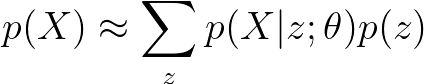 p(X) ≈ ∑_z p(X|z; θ)p(z)